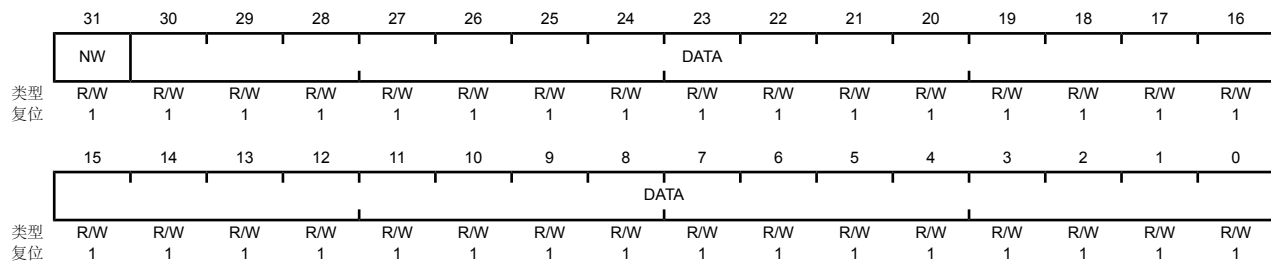 31 30 29 28 27 26 25 24 23 22 21 20 19 18 17 16
NW DATA
类型 R/W R/W R/W R/W R/W R/W R/W R/W R/W R/W R/W R/W R/W R/W R/W R/W
复位 1 1 1 1 1 1 1 1 1 1 1 1 1 1 1 1
15 14 13 12 11 10 9 8 7 6 5 4 3 2 1 0
DATA
类型 R/W R/W R/W R/W R/W R/W R/W R/W R/W R/W R/W R/W R/W R/W R/W R/W
复位 1 1 1 1 1 1 1 1 1 1 1 1 1 1 1 1